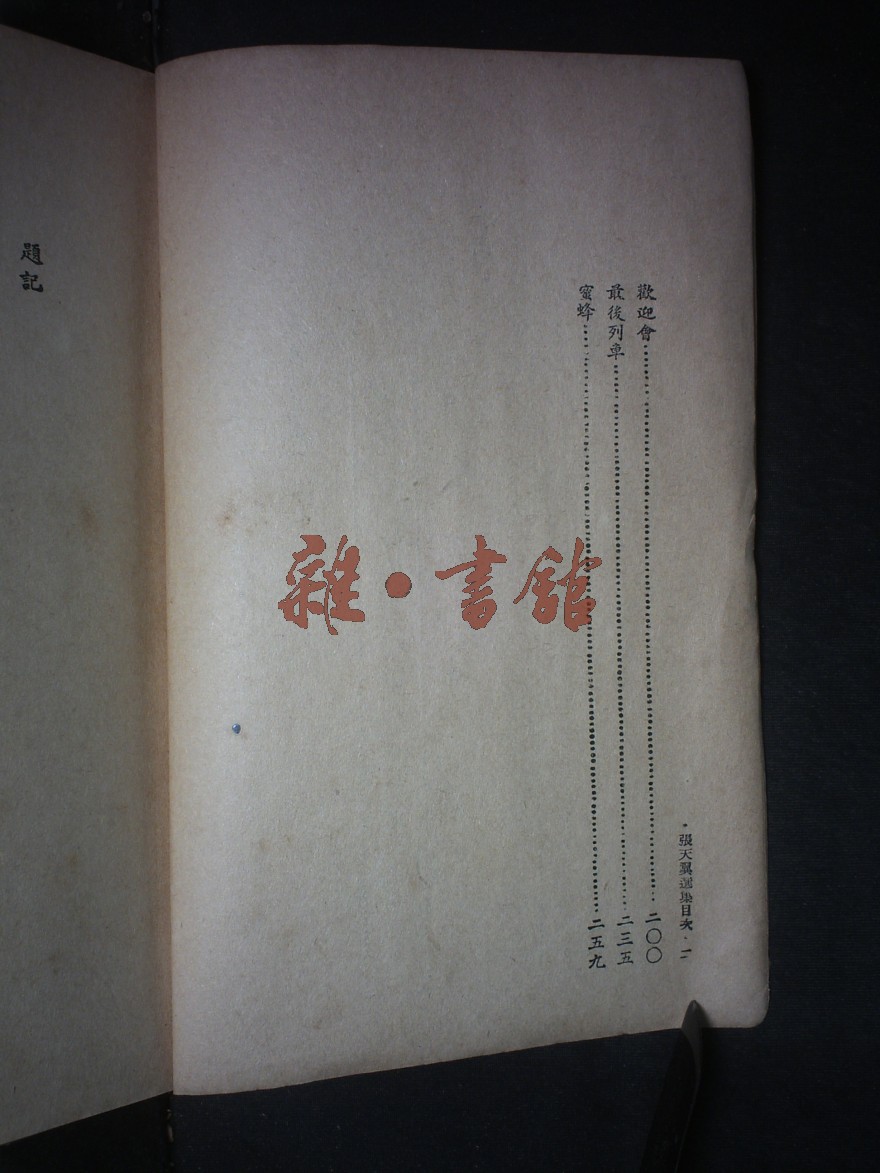 歡迎會……二〇〇
最後列車……二三五
蜜蜂……二五九
·張天翼選集目次·二
題記
雜·書館